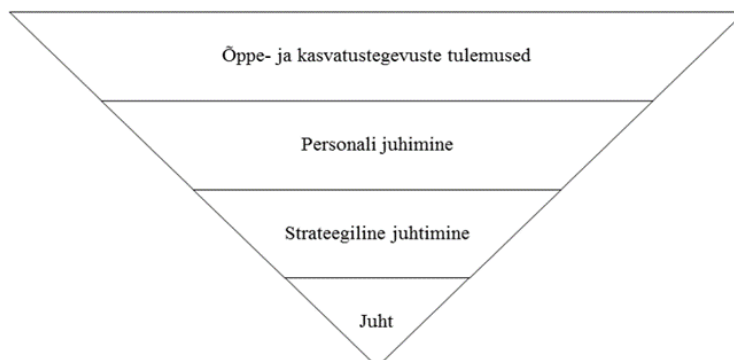 Õppe- ja kasvatustegevuste tulemused
Personali juhimine
Strateegiline juhtimine
Juht